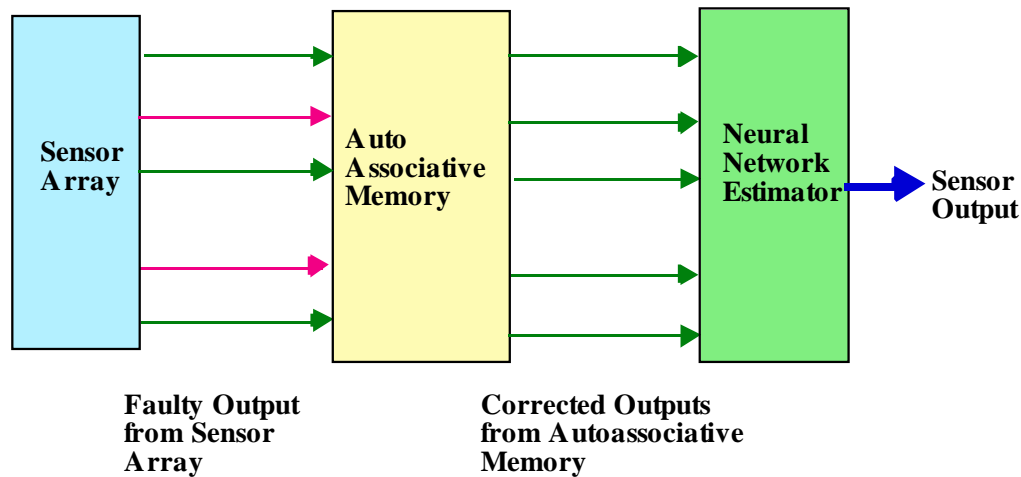 Sensor
Array
Auto
Associative
Memory
Neural
Network
Estimator
Sensor
Output
Faulty Output
from Sensor
Array
Corrected Outputs
from Autoassociative
Memory